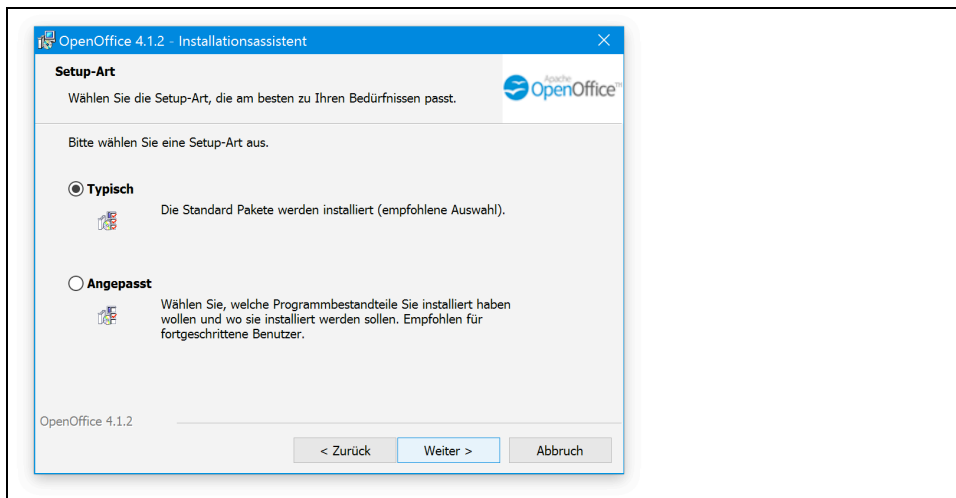 OpenOffice 4.1.2 - Installationsassistent
Setup-Art
Wählen Sie die Setup-Art, die am besten zu Ihren Bedürfnissen passt.
Apache
OpenOffice™
Bitte wählen Sie eine Setup-Art aus.
Typisch
Die Standard Pakete werden installiert (empfohlene Auswahl).
Angepasst
Wählen Sie, welche Programmbestandteile Sie installiert haben
wollen und wo sie installiert werden sollen. Empfohlen für
fortgeschrittene Benutzer.
OpenOffice 4.1.2
< Zurück
Weiter >
Abbruch